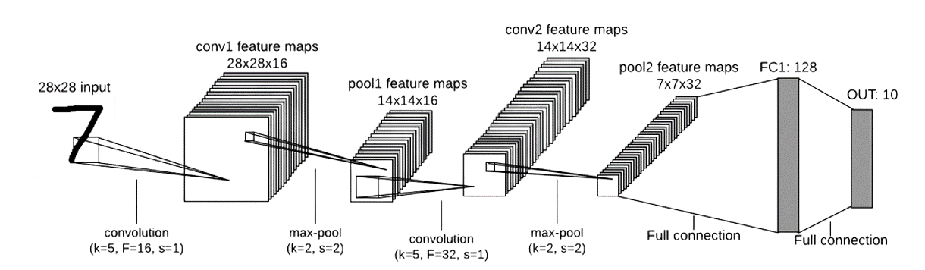 28x28 input
conv1 feature maps
28x28x16
pool1 feature maps
14x14x16
conv2 feature maps
14x14x32
pool2 feature maps
7x7x32
FC1: 128
OUT: 10
convolution
(k=5, F=16, s=1)
max-pool
(k=2, s=2)
convolution
(k=5, F=32, s=1)
max-pool
(k=2, s=2)
Full connection
Full connection
7